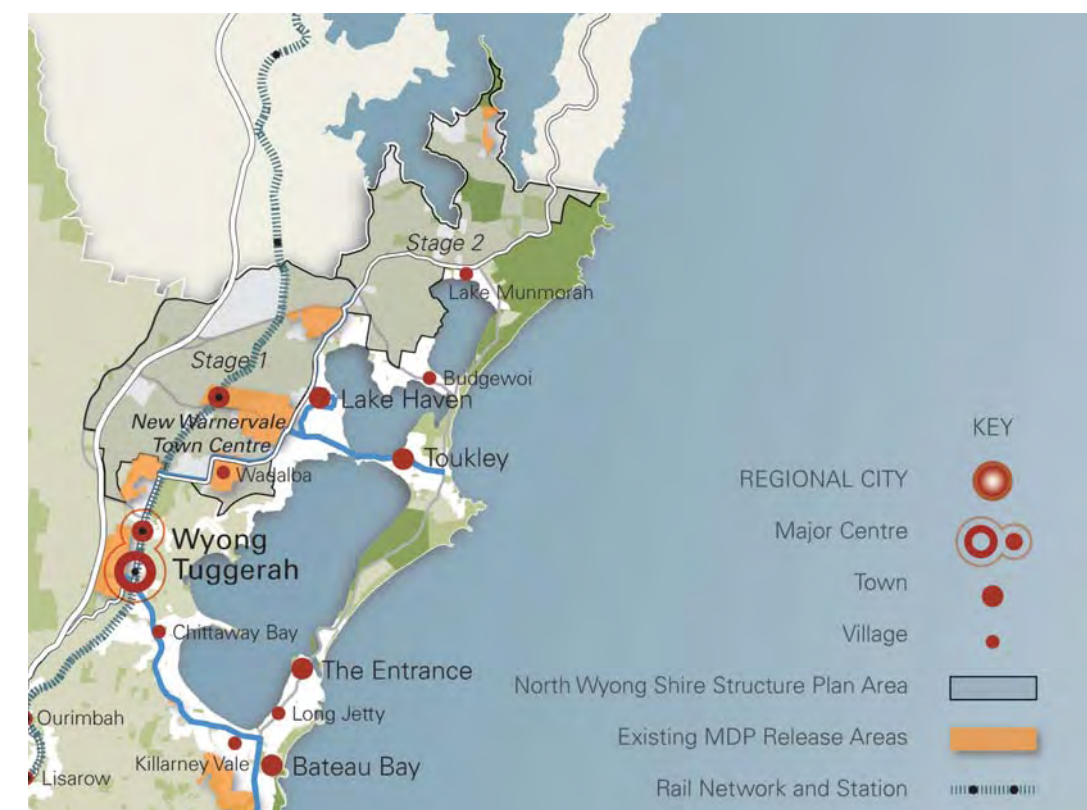 Stage 2
Lake Munmorah
Stage 1
Budgewoi
Lake Haven
New Warnervale
Town Centre
Toukley
Wadalba
Wyong
Tuggerah
Chittaway Bay
The Entrance
Long Jetty
Ourimbah
Killarney Vale
Bateau Bay
Lisarow
KEY
REGIONAL CITY
Major Centre
Town
Village
North Wyong Shire Structure Plan Area
Existing MDP Release Areas
Rail Network and Station